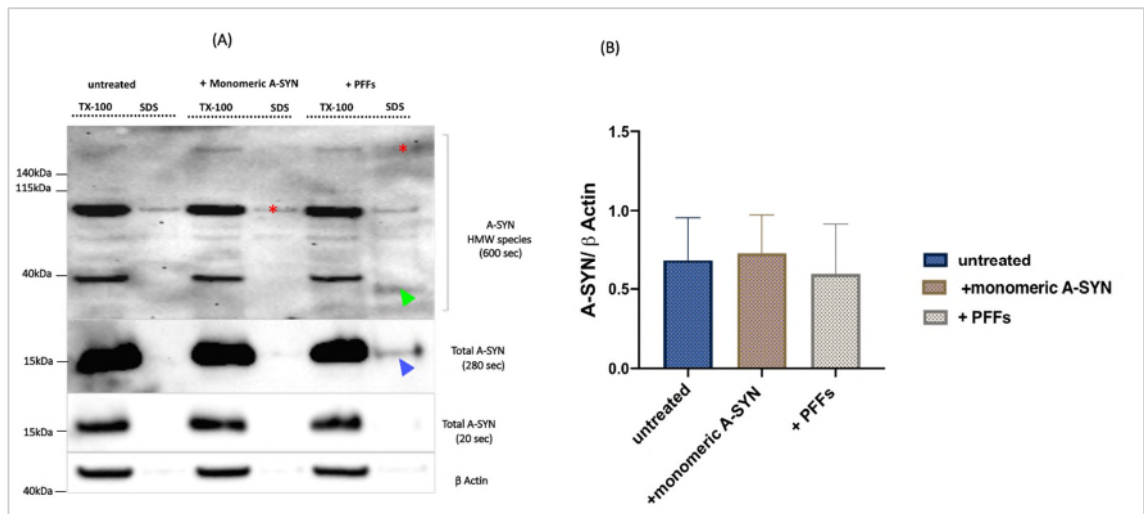 (A)
untreated
+ Monomeric A-SYN
+ PFFs
TX-100 SDS TX-100 SDS TX-100 SDS
140kDa
115kDa
40kDa
A-SYN
HMW species
(600 sec)
15kDa
Total A-SYN
(280 sec)
15kDa
Total A-SYN
(20 sec)
β Actin
40kDa
(B)
A-SYN/ β Actin
1.5
1.0
0.5
0.0
untreated
+monomeric A-SYN
+ PFFs
untreated
+monomeric A-SYN
+ PFFs